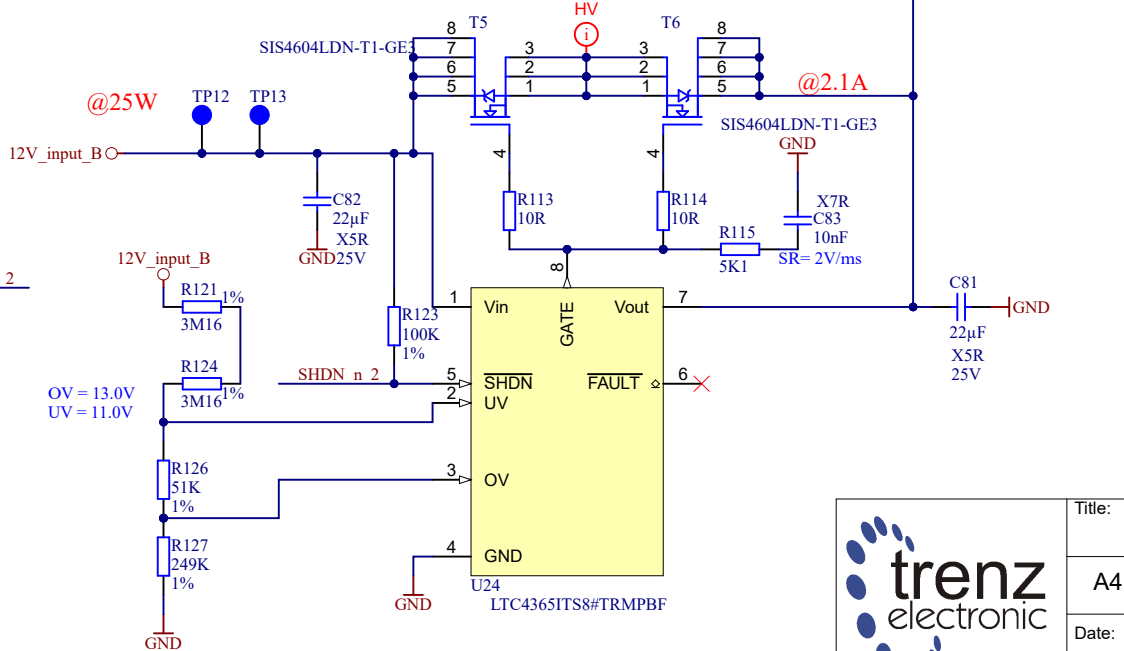 HV
i
T5
T6
SIS4604LDN-T1-GE3
8
7
6
5
3
2
1
3
2
1
8
7
6
5
@25W
TP12
TP13
@2.1A
12V_input_B
SIS4604LDN-T1-GE3
GND
4
4
C82
22µF
X5R
25V
GND
R113
10R
R114
10R
X7R
C83
10nF
R115
5K1
SR= 2V/ms
12V_input_B
2
R121
1%
3M16
R123
100K
1%
1
Vin
8
GATE
Vout
7
C81
22µF
X5R
25V
GND
R124
1%
3M16
SHDN_n_2
5
SHDN
FAULT
6
2
UV
OV = 13.0V
UV = 11.0V
R126
51K
1%
3
OV
R127
249K
1%
4
GND
GND
GND
U24
LTC4365ITS8#TRMPBF
trenz
electronic
Title:
A4
Date: